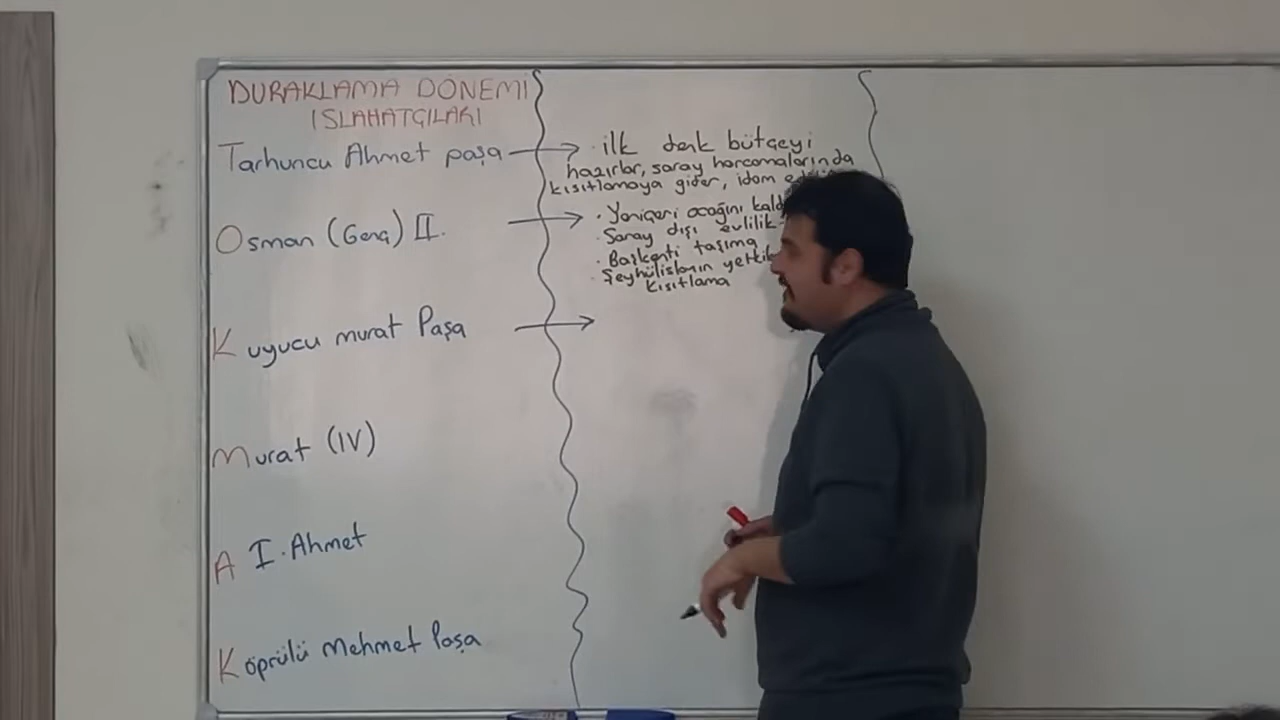 DURAKLAMA DÖNEMİ
ISLAHATÇILARI
Tarhuncu Ahmet paşa
· ilk denk bütçeyi
hazırlar, saray harcamalarında
kısıtlamaya gider, idam
Osman (Genç) II.
· Yeniçeri ocağını
· Saray dışı evlilik
· Başkenti taşıma
· Şeyhülislamın
kısıtlama
Kuyucu murat Paşa
Murat (IV)
A I. Ahmet
Köprülü Mehmet Paşa